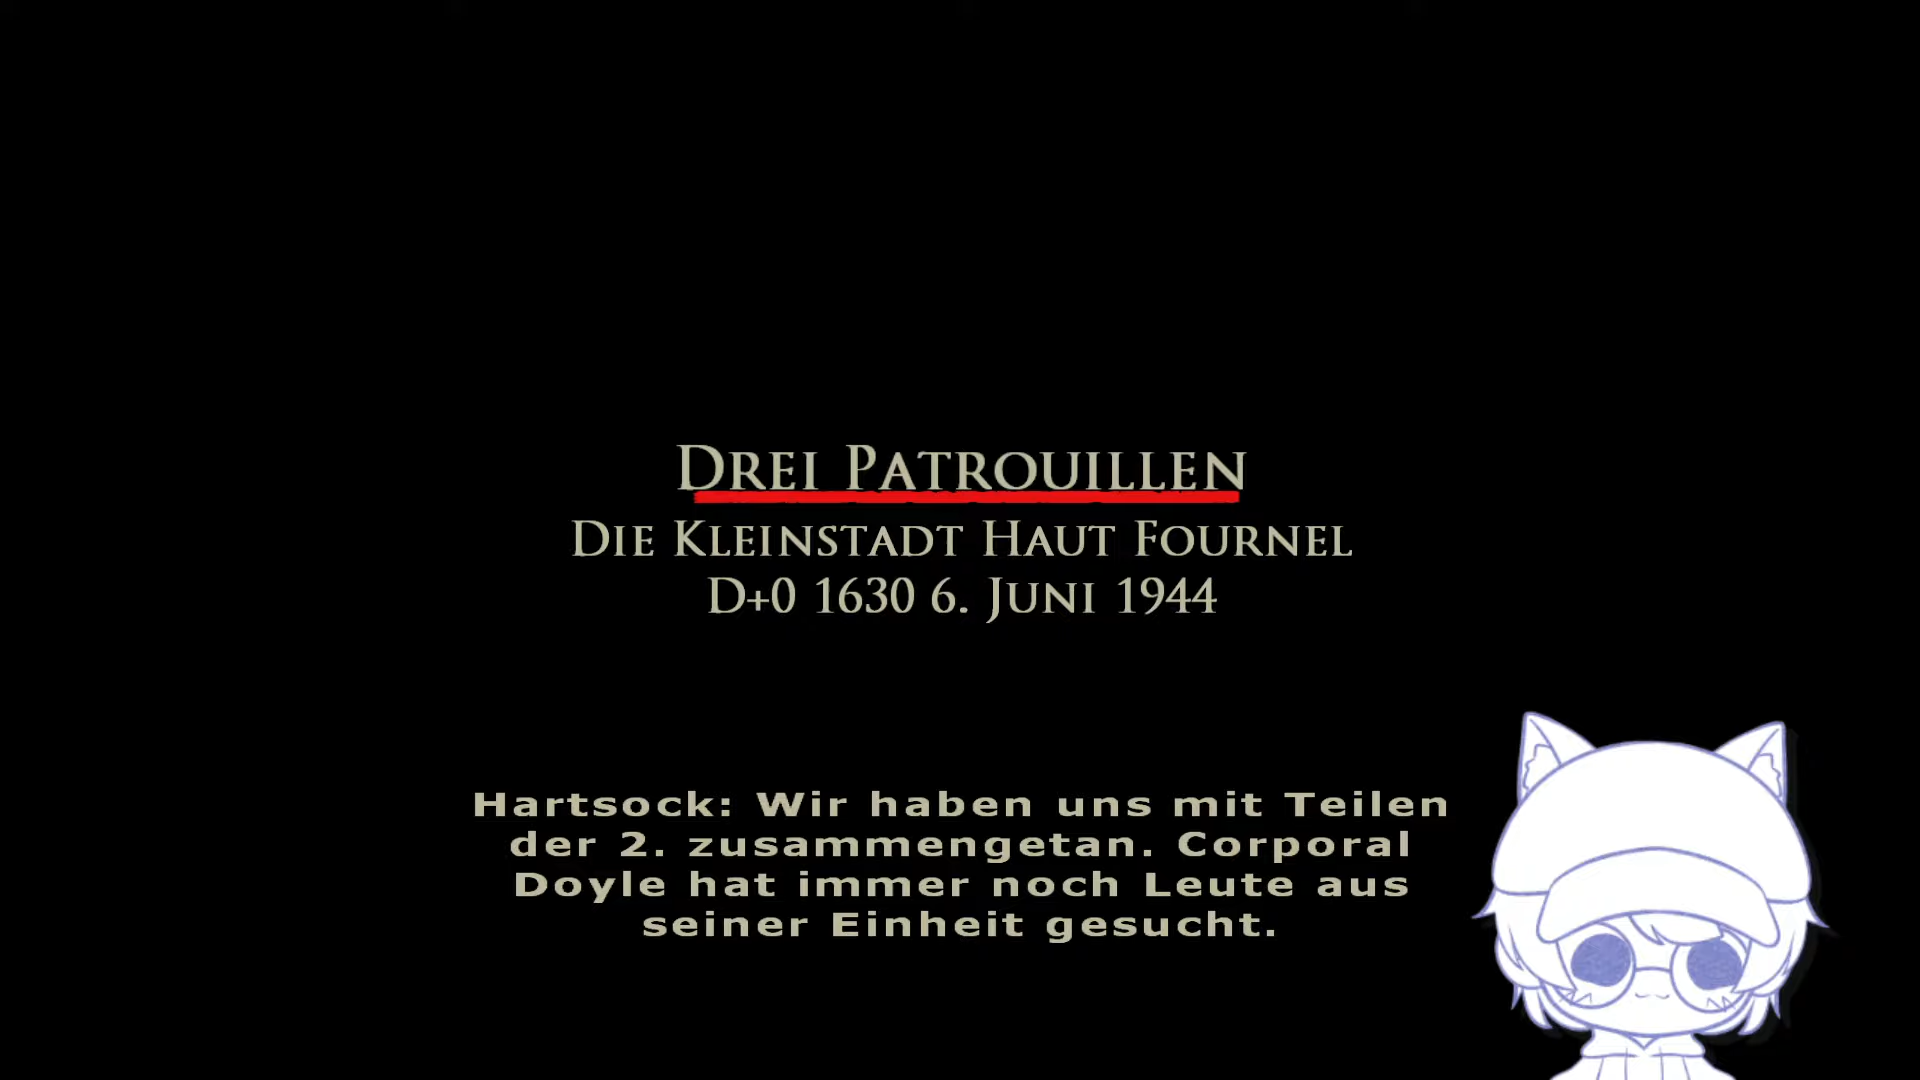 Drei Patrouillen
Die Kleinstadt Haut Fournel
D+0 1630 6. Juni 1944
Hartsock: Wir haben uns mit Teilen
der 2. zusammengetan. Corporal
Doyle hat immer noch Leute aus
seiner Einheit gesucht.